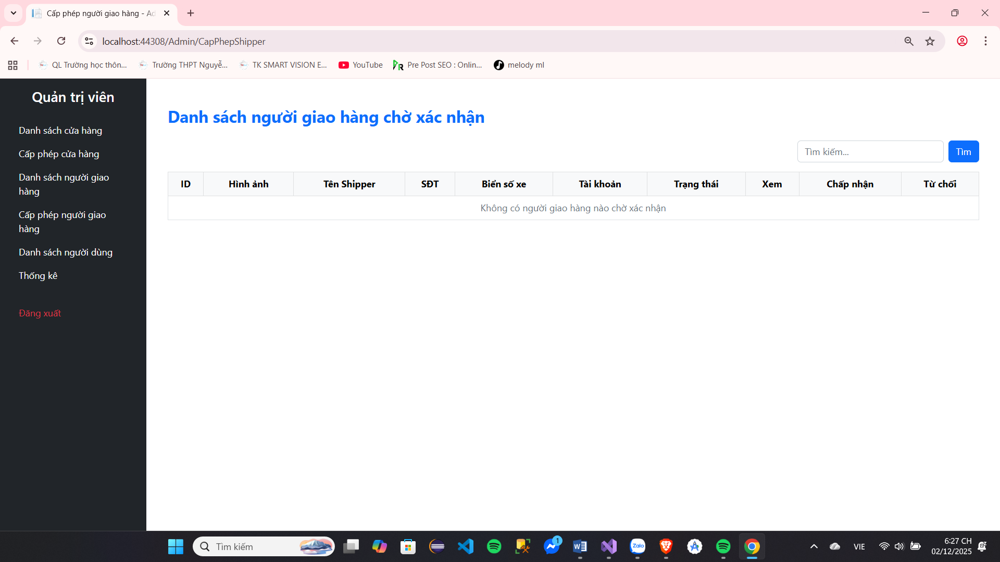 Cấp phép người giao hàng - Ad
localhost:44308/Admin/CapPhepShipper
QL Trường học thôn...
Trường THPT Nguyễ...
TK SMART VISION E...
YouTube
Pre Post SEO : Onlin...
melody ml
Quản trị viên
Danh sách cửa hàng
Cấp phép cửa hàng
Danh sách người giao
hàng
Cấp phép người giao
hàng
Danh sách người dùng
Thống kê
Đăng xuất
Danh sách người giao hàng chờ xác nhận
Tìm kiếm...
Tìm
ID
Hình ảnh
Tên Shipper
SĐT
Biển số xe
Tài khoản
Trạng thái
Xem
Chấp nhận
Từ chối
Không có người giao hàng nào chờ xác nhận
Tìm kiếm
1
Zalo
VIE
6:27 CH
02/12/2025